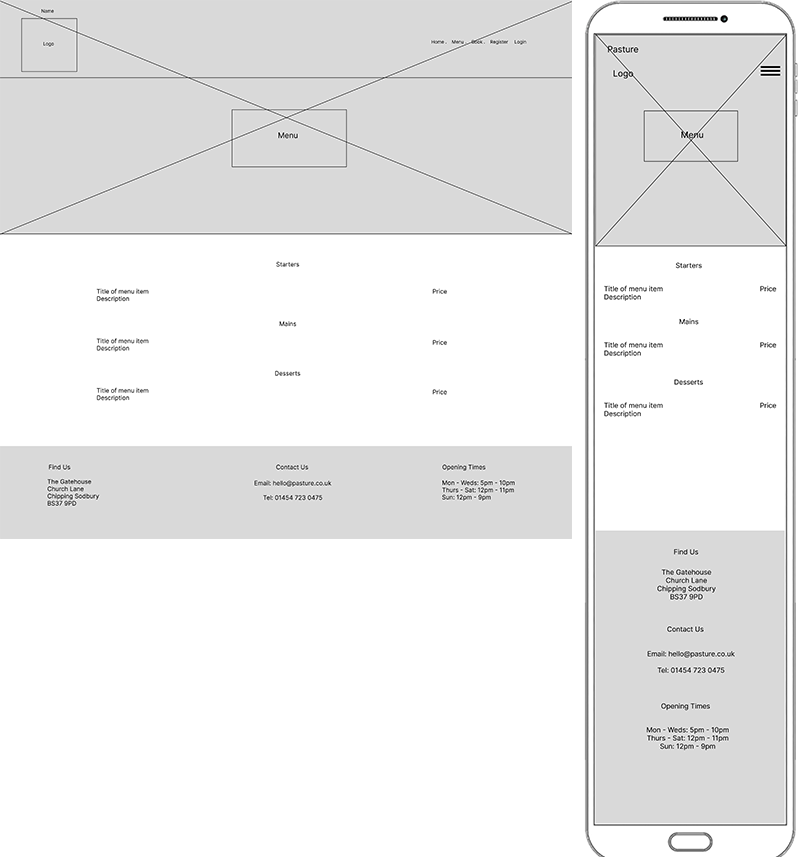 Name
Logo
Home . Menu . Book . Register Login
Menu
Starters
Title of menu item Price
Description
Mains
Title of menu item Price
Description
Desserts
Title of menu item Price
Description
Find Us
The Gatehouse
Church Lane
Chipping Sodbury
BS37 9PD
Contact Us
Email: hello@pasture.co.uk
Tel: 01454 723 0475
Opening Times
Mon - Weds: 5pm - 10pm
Thurs - Sat: 12pm - 11pm
Sun: 12pm - 9pm
Pasture
Logo
Menu
Starters
Title of menu item Price
Description
Mains
Title of menu item Price
Description
Desserts
Title of menu item Price
Description
Find Us
The Gatehouse
Church Lane
Chipping Sodbury
BS37 9PD
Contact Us
Email: hello@pasture.co.uk
Tel: 01454 723 0475
Opening Times
Mon - Weds: 5pm - 10pm
Thurs - Sat: 12pm - 11pm
Sun: 12pm - 9pm